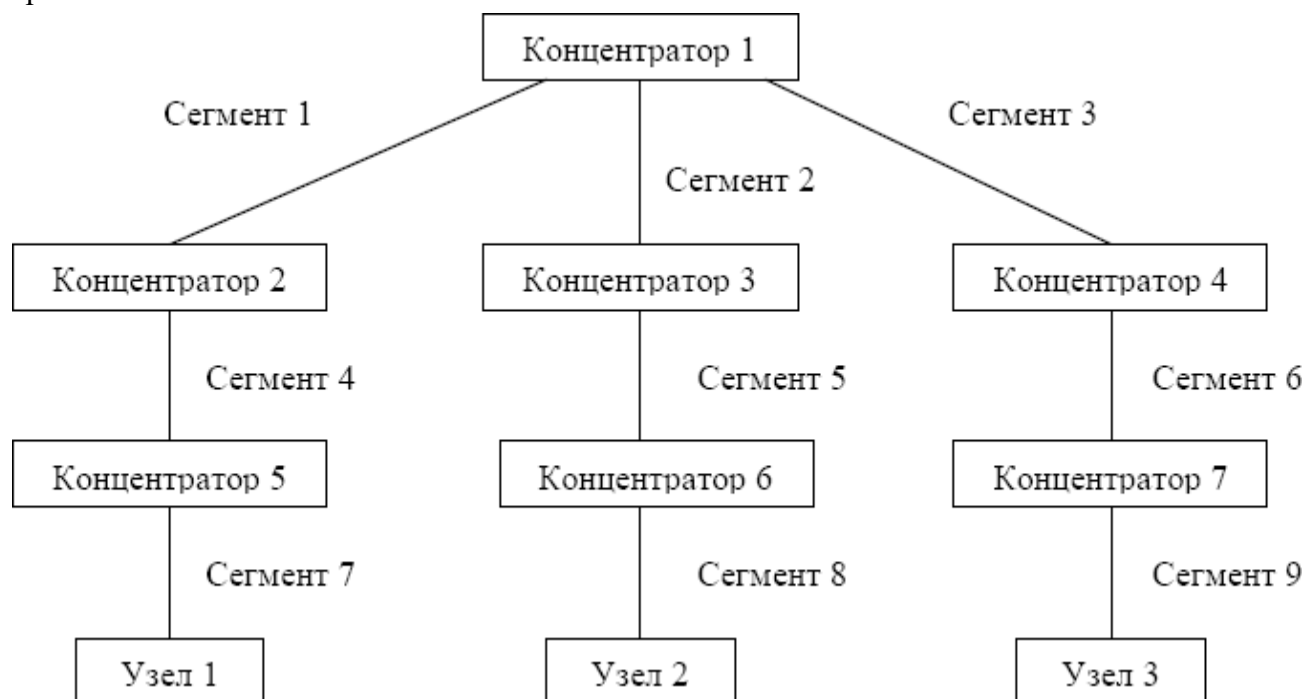 Концентратор 1
Сегмент 1
Сегмент 3
Сегмент 2
Концентратор 2
Концентратор 3
Концентратор 4
Сегмент 4
Сегмент 5
Сегмент 6
Концентратор 5
Концентратор 6
Концентратор 7
Сегмент 7
Сегмент 8
Сегмент 9
Узел 1
Узел 2
Узел 3